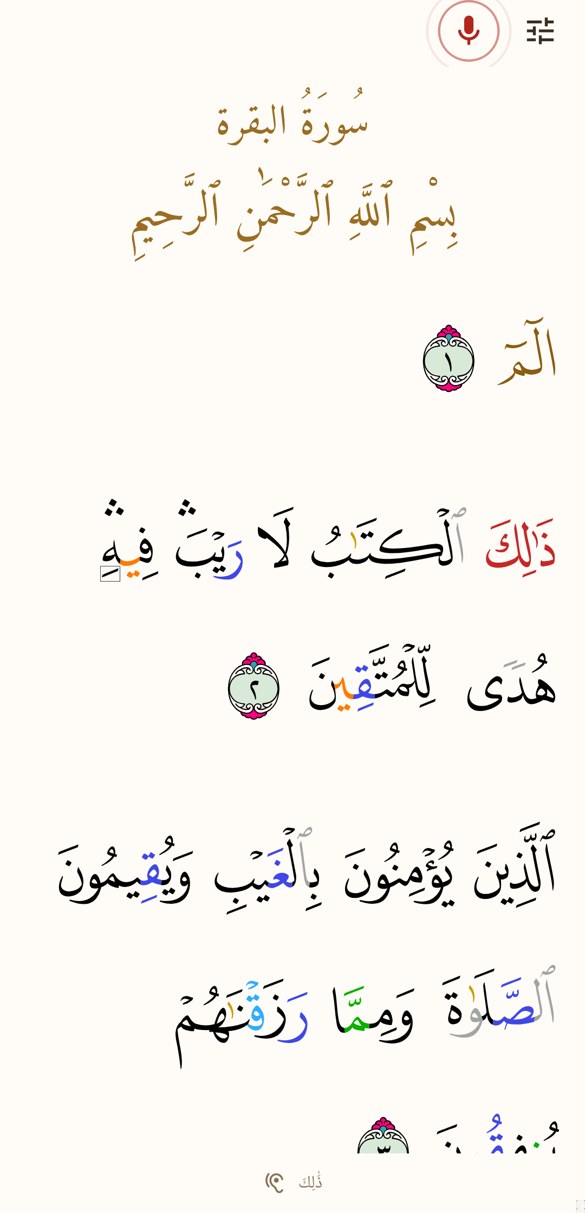 سُورَةُ البقرة
بِسْمِ ٱللَّهِ ٱلرَّحْمَٰنِ ٱلرَّحِيمِ
الٓمٓ ١
ذَٰلِكَ ٱلْكِتَٰبُ لَا رَيْبَۛ فِيهِۛ
هُدًى لِّلْمُتَّقِينَ ٢
ٱلَّذِينَ يُؤْمِنُونَ بِٱلْغَيْبِ وَيُقِيمُونَ
ٱلصَّلَوٰةَ وَمِمَّا رَزَقْنَٰهُمْ
ذَٰلِكَ